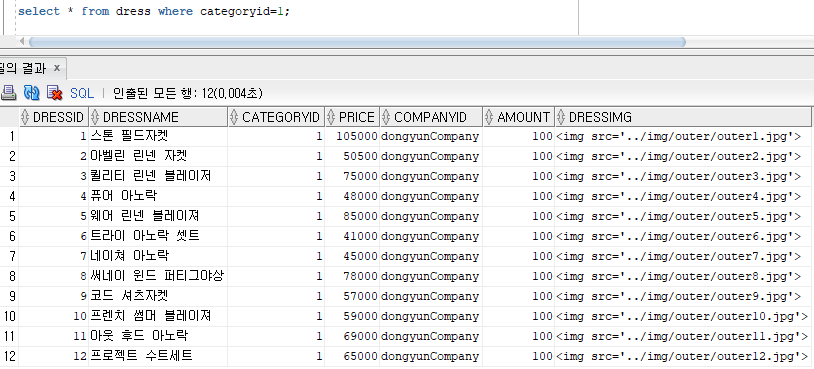 select * from dress where categoryid=1;
질의 결과 x
SQL | 인출된 모든 행: 12(0,004초)
DRESSID DRESSNAME CATEGORYID PRICE COMPANYID AMOUNT DRESSIMG
1 1 스톤 필드자켓 1 105000 dongyunCompany 100 <img src='../img/outer/outer1.jpg'>
2 2 아벨린 린넨 자켓 1 50500 dongyunCompany 100 <img src='../img/outer/outer2.jpg'>
3 3 퀄리티 린넨 블레이저 1 75000 dongyunCompany 100 <img src='../img/outer/outer3.jpg'>
4 4 퓨어 아노락 1 48000 dongyunCompany 100 <img src='../img/outer/outer4.jpg'>
5 5 웨어 린넨 블레이져 1 85000 dongyunCompany 100 <img src='../img/outer/outer5.jpg'>
6 6 트라이 아노락 셋트 1 41000 dongyunCompany 100 <img src='../img/outer/outer6.jpg'>
7 7 네이쳐 아노락 1 45000 dongyunCompany 100 <img src='../img/outer/outer7.jpg'>
8 8 써네이 윈드 퍼티그야상 1 78000 dongyunCompany 100 <img src='../img/outer/outer8.jpg'>
9 9 코드 셔츠자켓 1 57000 dongyunCompany 100 <img src='../img/outer/outer9.jpg'>
10 10 프렌치 썸머 블레이져 1 59000 dongyunCompany 100 <img src='../img/outer/outer10.jpg'>
11 11 아웃 후드 아노락 1 69000 dongyunCompany 100 <img src='../img/outer/outer11.jpg'>
12 12 프로젝트 수트세트 1 65000 dongyunCompany 100 <img src='../img/outer/outer12.jpg'>